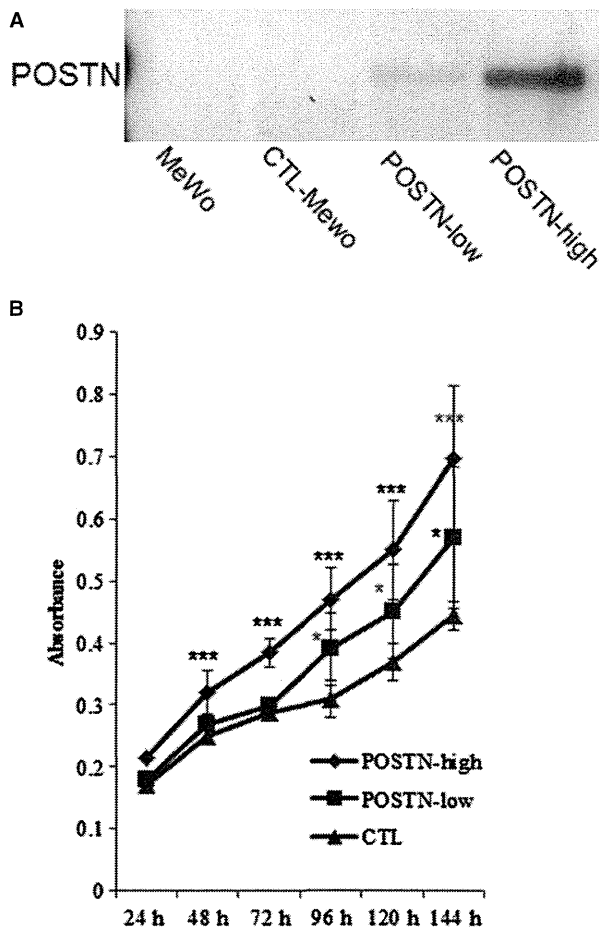 A
POSTN
MeWo
CTL-Mewo
POSTN-low
POSTN-high
B
0.9
0.8
0.7
0.6
0.5
0.4
0.3
0.2
0.1
0
Absorbance
***
***
***
*
***
*
***
*
POSTN-high
POSTN-low
CTL
24 h 48 h 72 h 96 h 120 h 144 h